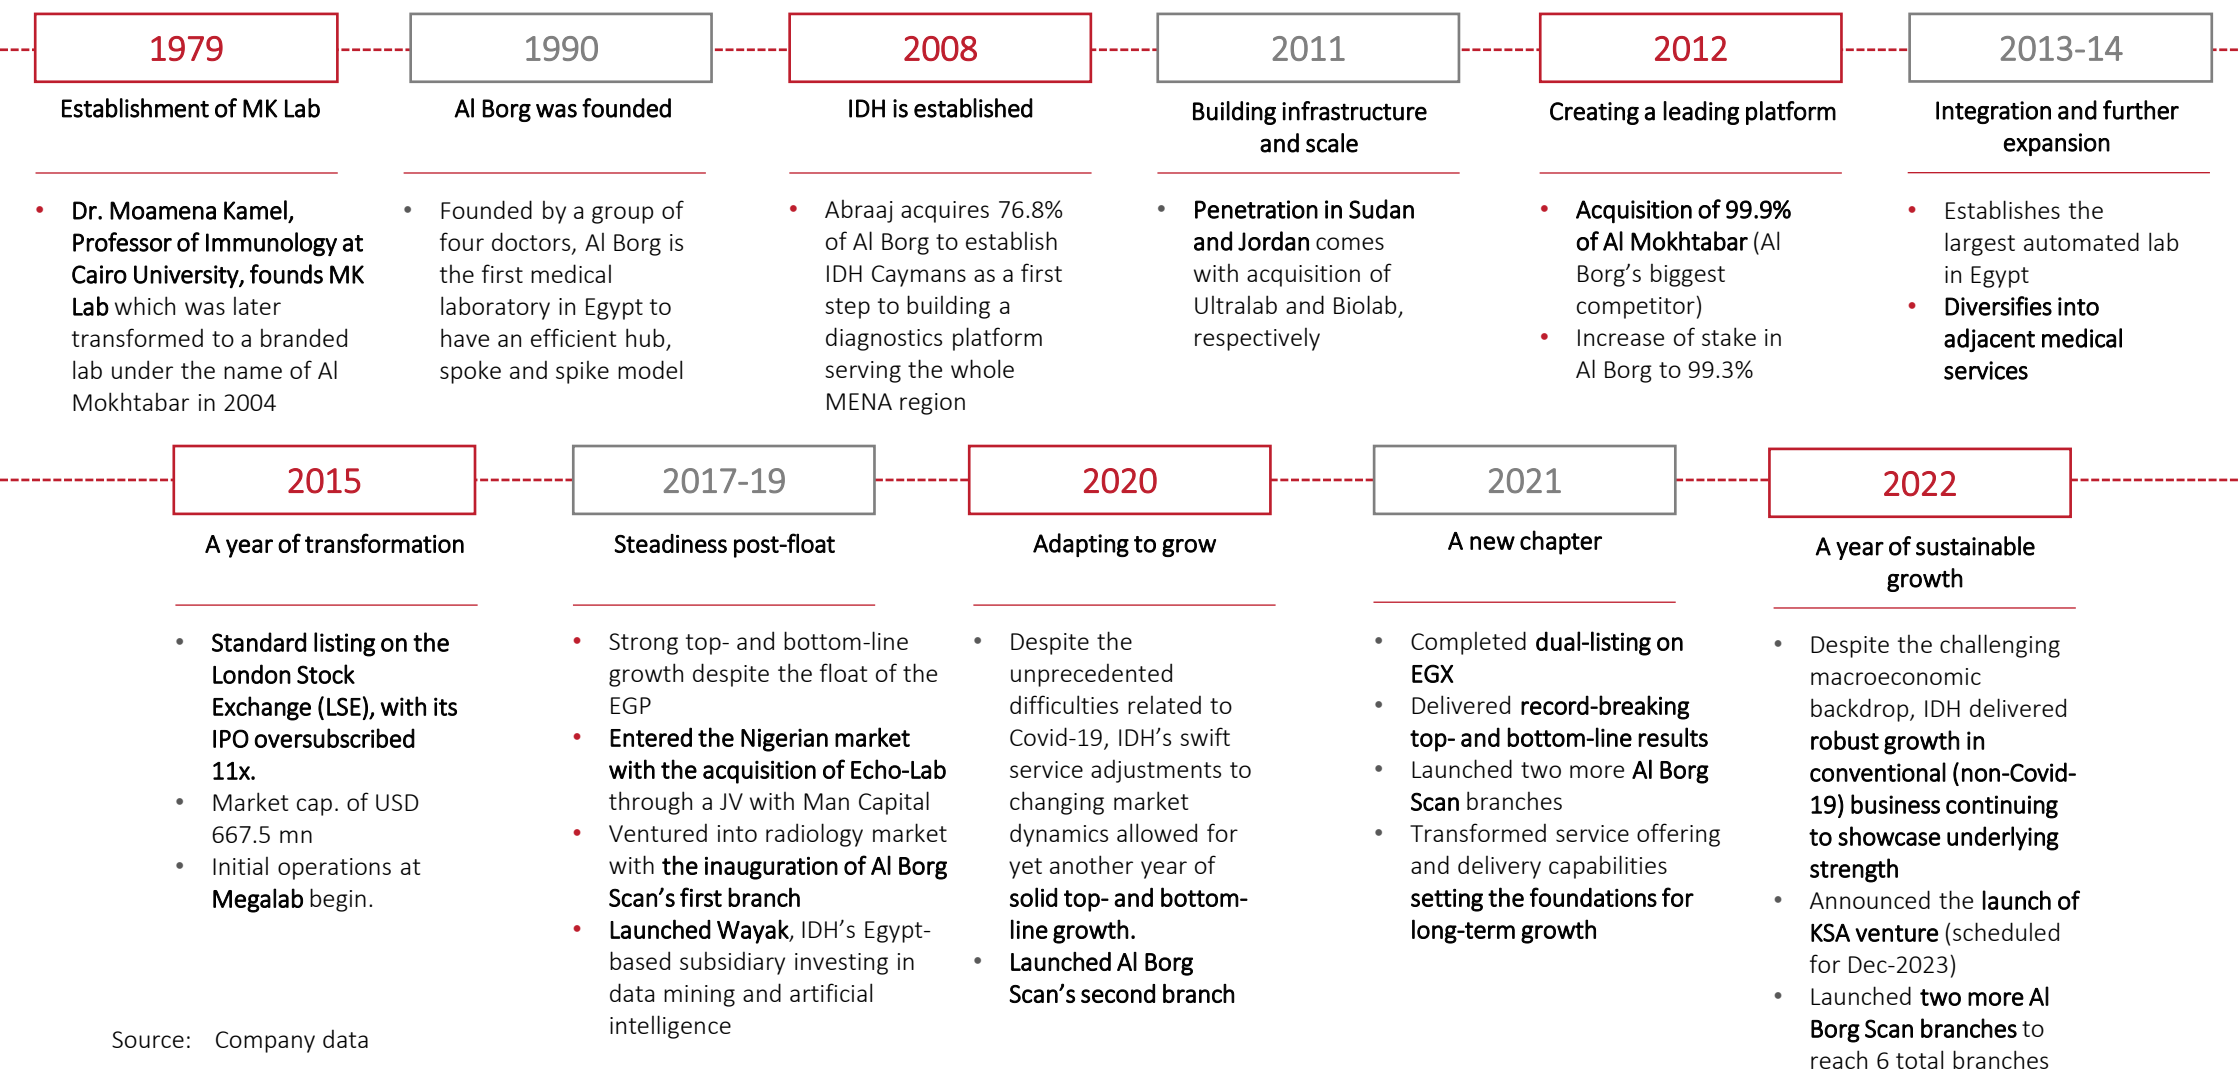 1979
Establishment of MK Lab
• Dr. Moamena Kamel,
Professor of Immunology at
Cairo University, founds MK
Lab which was later
transformed to a branded
lab under the name of Al
Mokhtabar in 2004
1990
Al Borg was founded
• Founded by a group of
four doctors, Al Borg is
the first medical
laboratory in Egypt to
have an efficient hub,
spoke and spike model
2008
IDH is established
• Abraaj acquires 76.8%
of Al Borg to establish
IDH Caymans as a first
step to building a
diagnostics platform
serving the whole
MENA region
2011
Building infrastructure
and scale
• Penetration in Sudan
and Jordan comes
with acquisition of
Ultralab and Biolab,
respectively
2012
Creating a leading platform
• Acquisition of 99.9%
of Al Mokhtabar (Al
Borg’s biggest
competitor)
• Increase of stake in
Al Borg to 99.3%
2013-14
Integration and further
expansion
• Establishes the
largest automated lab
in Egypt
• Diversifies into
adjacent medical
services
2015
A year of transformation
• Standard listing on the
London Stock
Exchange (LSE), with its
IPO oversubscribed
11x.
• Market cap. of USD
667.5 mn
• Initial operations at
Megalab begin.
2017-19
Steadiness post-float
• Strong top- and bottom-line
growth despite the float of the
EGP
• Entered the Nigerian market
with the acquisition of Echo-Lab
through a JV with Man Capital
• Ventured into radiology market
with the inauguration of Al Borg
Scan’s first branch
• Launched Wayak, IDH’s Egypt-
based subsidiary investing in
data mining and artificial
intelligence
2020
Adapting to grow
• Despite the
unprecedented
difficulties related to
Covid-19, IDH’s swift
service adjustments to
changing market
dynamics allowed for
yet another year of
solid top- and bottom-
line growth.
• Launched Al Borg
Scan’s second branch
2021
A new chapter
• Completed dual-listing on
EGX
• Delivered record-breaking
top- and bottom-line results
• Launched two more Al Borg
Scan branches
• Transformed service offering
and delivery capabilities
setting the foundations for
long-term growth
2022
A year of sustainable
growth
• Despite the challenging
macroeconomic
backdrop, IDH delivered
robust growth in
conventional (non-Covid-
19) business continuing
to showcase underlying
strength
• Announced the launch of
KSA venture (scheduled
for Dec-2023)
• Launched two more Al
Borg Scan branches to
reach 6 total branches
Source: Company data